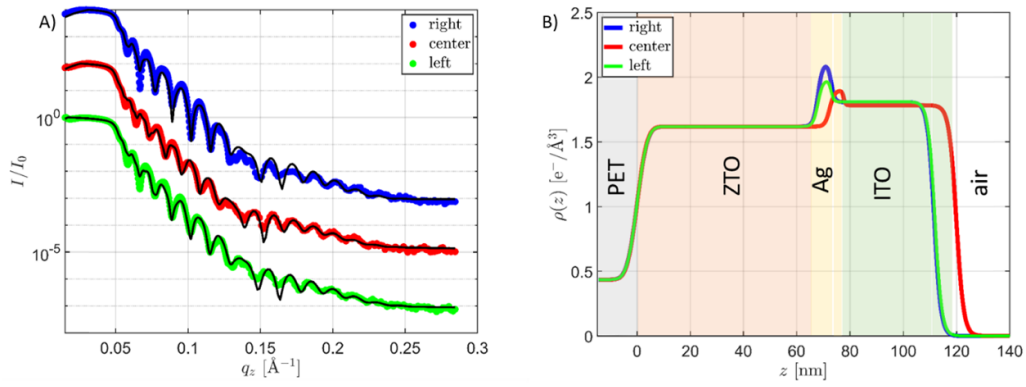 A)
right
center
left
10^0
10^-5
I/I_0
0.05 0.1 0.15 0.2 0.25 0.3
q_z [Å^-1]
B)
right
center
left
2.5
2
1.5
1
0.5
0
ρ(z) [e^-/Å^3]
PET
ZTO
Ag
ITO
air
0 20 40 60 80 100 120 140
z [nm]